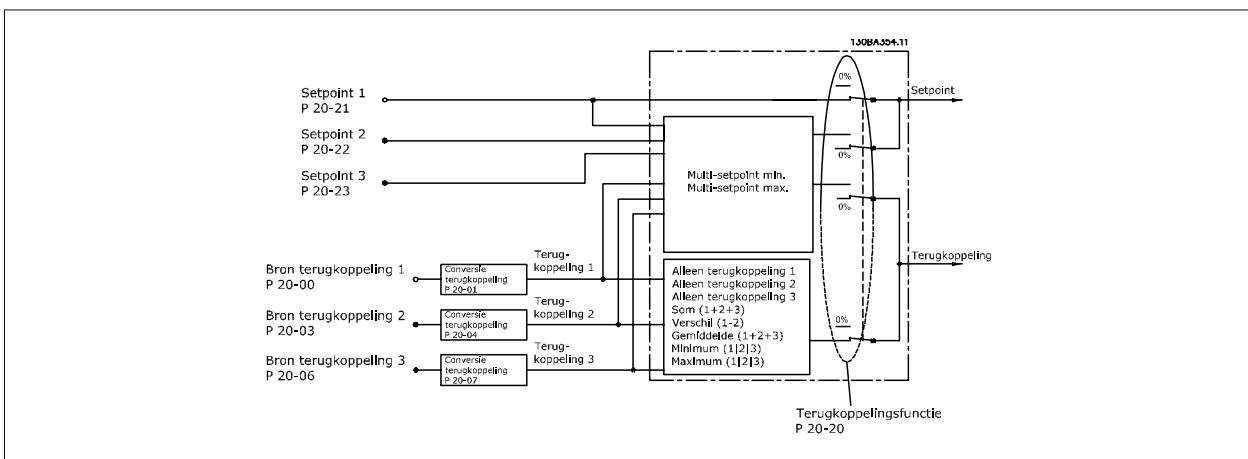 130BA354.11
Setpoint 1
P 20-21
Setpoint 2
P 20-22
Setpoint 3
P 20-23
0%
Setpoint
0%
Multi-setpoint min.
Multi-setpoint max.
0%
Bron terugkoppeling 1
P 20-00
Conversie
terugkoppeling
P 20-01
Terug-
koppeling 1
Bron terugkoppeling 2
P 20-03
Conversie
terugkoppeling
P 20-04
Terug-
koppeling 2
Bron terugkoppeling 3
P 20-06
Conversie
terugkoppeling
P 20-07
Terug-
koppeling 3
Alleen terugkoppeling 1
Alleen terugkoppeling 2
Alleen terugkoppeling 3
Som (1+2+3)
Verschil (1-2)
Gemiddelde (1+2+3)
Minimum (1|2|3)
Maximum (1|2|3)
0%
Terugkoppeling
Terugkoppelingsfunctie
P 20-20